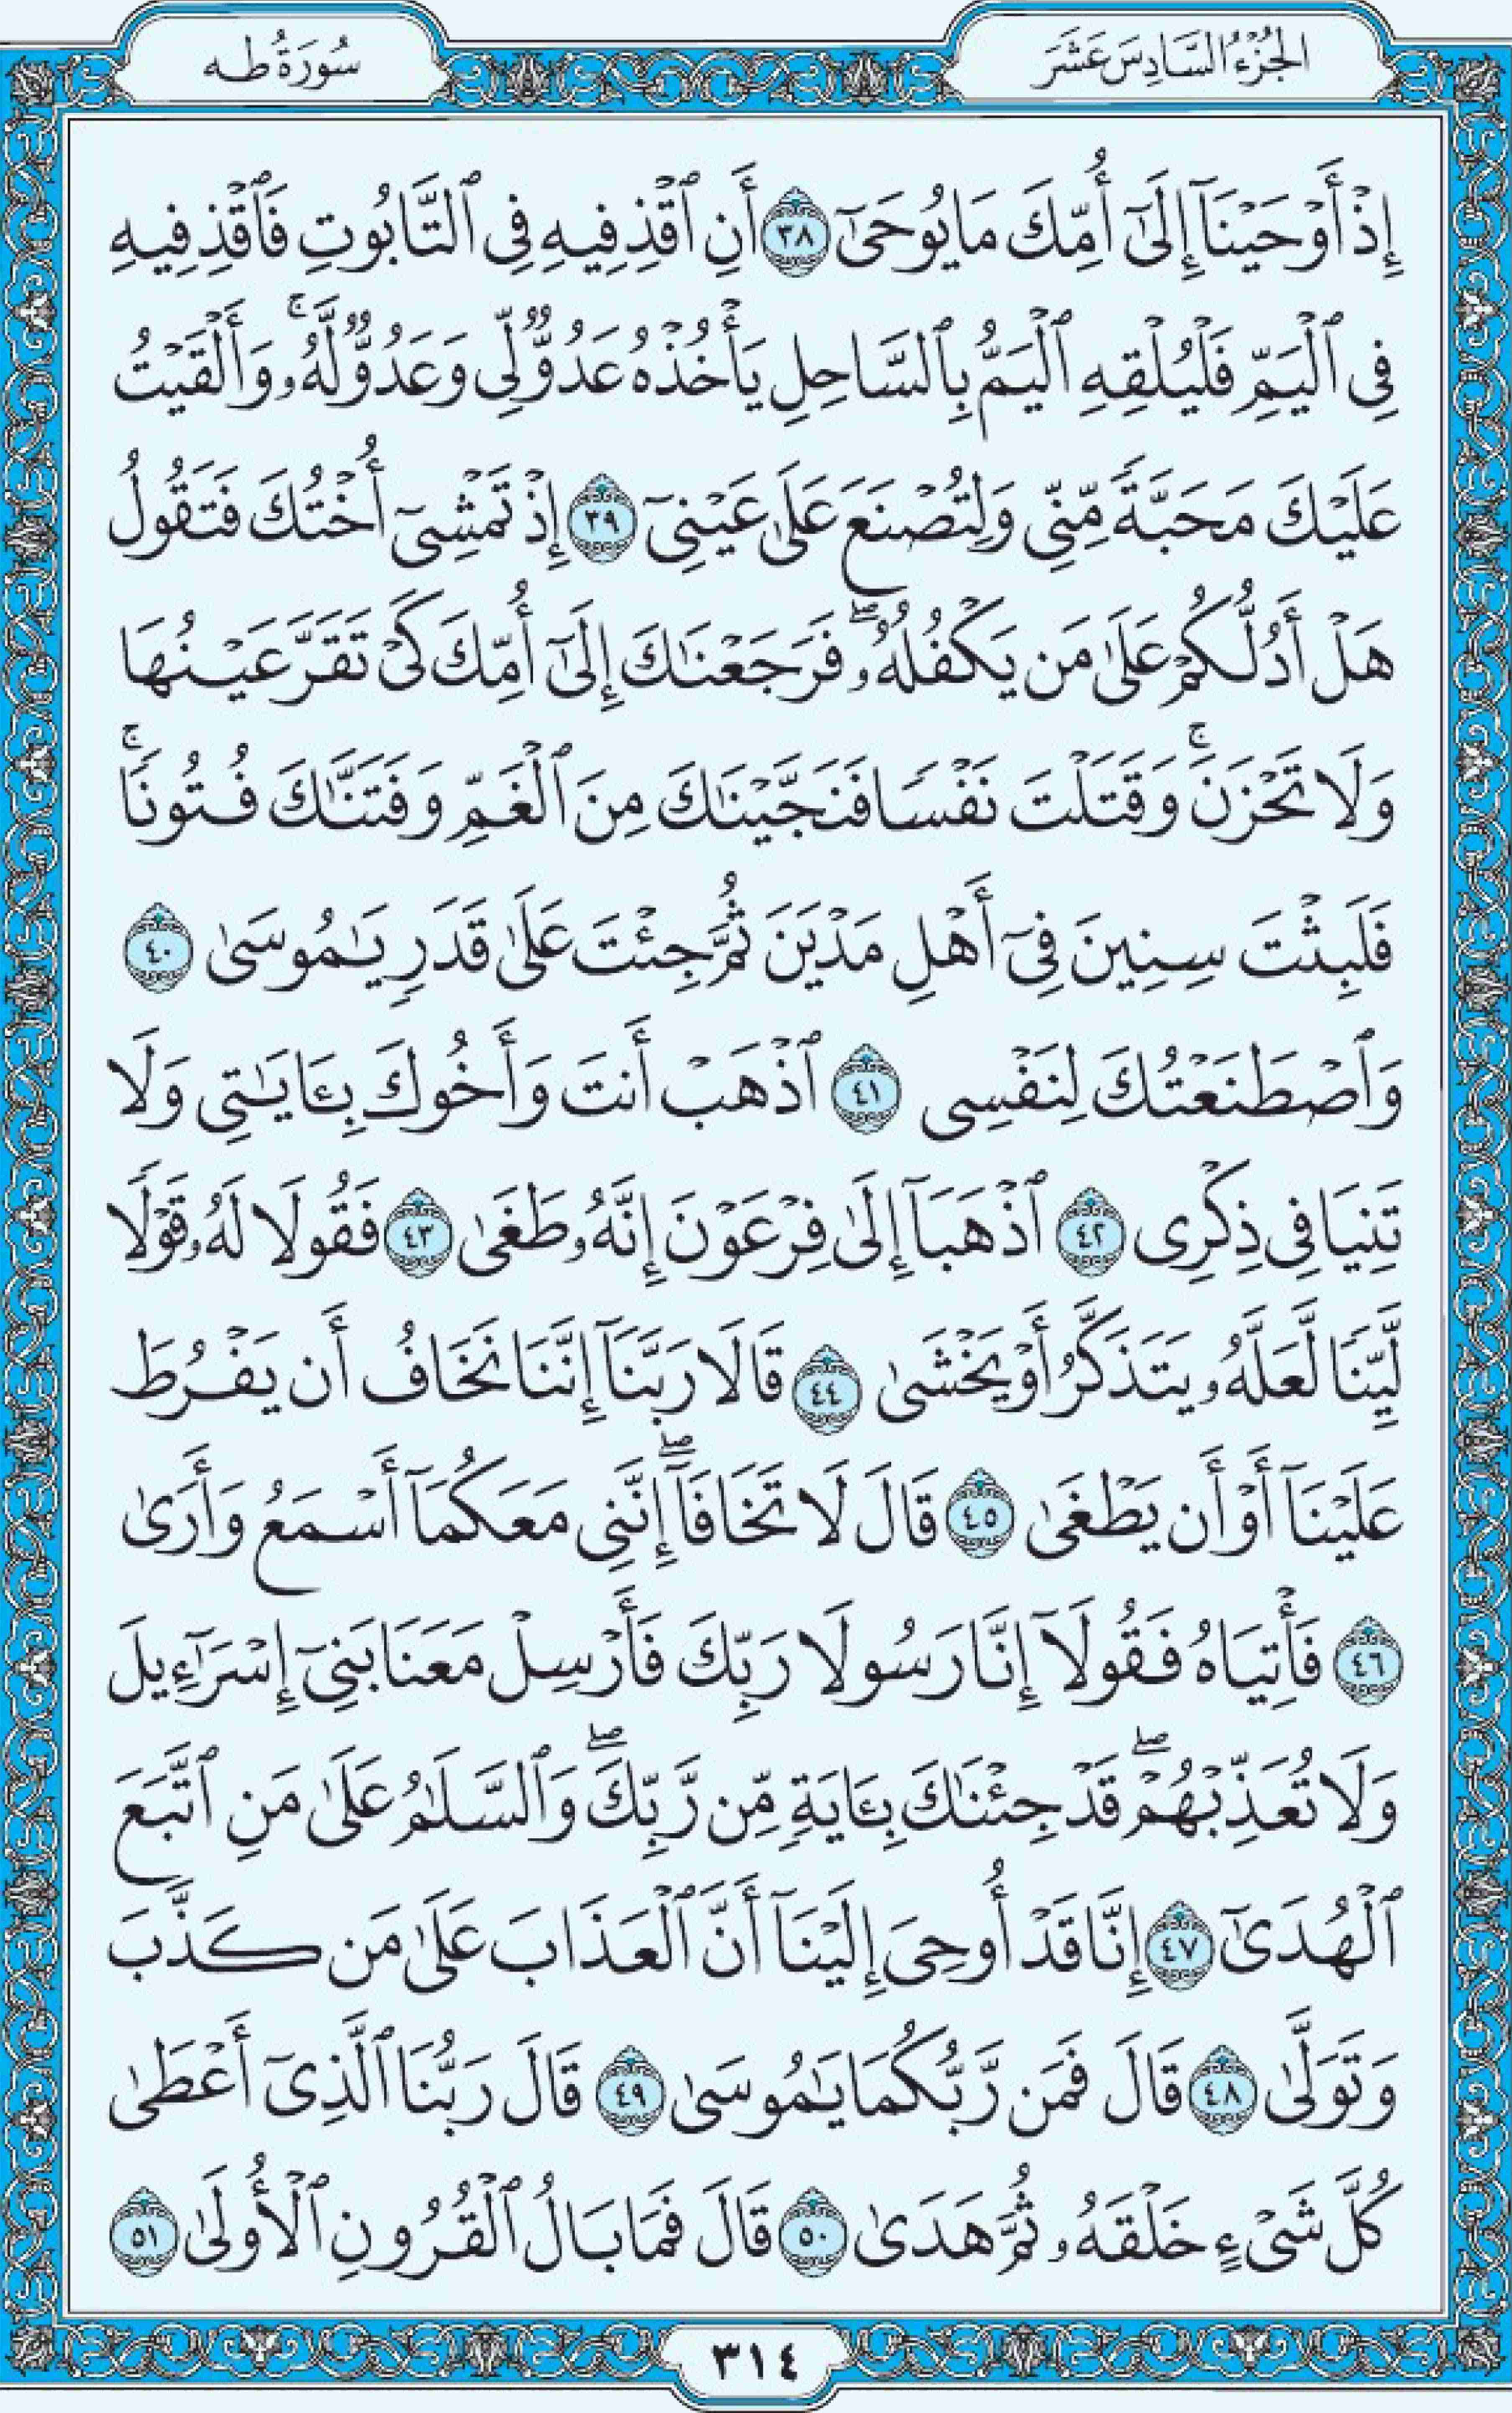 الجُزْءُ السَّادِسَ عَشَرَ
سُورَةُ طه
إِذْ أَوْحَيْنَآ إِلَىٰٓ أُمِّكَ مَا يُوحَىٰٓ ٣٨ أَنِ ٱقْذِفِيهِ فِى ٱلتَّابُوتِ فَٱقْذِفِيهِ
فِى ٱلْيَمِّ فَلْيُلْقِهِ ٱلْيَمُّ بِٱلسَّاحِلِ يَأْخُذْهُ عَدُوٌّ لِّى وَعَدُوٌّ لَّهُۥ ۚ وَأَلْقَيْتُ
عَلَيْكَ مَحَبَّةً مِّنِّى وَلِتُصْنَعَ عَلَىٰ عَيْنِىٓ ٣٩ إِذْ تَمْشِىٓ أُخْتُكَ فَتَقُولُ
هَلْ أَدُلُّكُمْ عَلَىٰ مَن يَكْفُلُهُۥ ۖ فَرَجَعْنَٰكَ إِلَىٰٓ أُمِّكَ كَىْ تَقَرَّ عَيْنُهَا
وَلَا تَحْزَنَ ۚ وَقَتَلْتَ نَفْسًا فَنَجَّيْنَٰكَ مِنَ ٱلْغَمِّ وَفَتَنَّٰكَ فُتُونًا ۚ
فَلَبِثْتَ سِنِينَ فِىٓ أَهْلِ مَدْيَنَ ثُمَّ جِئْتَ عَلَىٰ قَدَرٍ يَٰمُوسَىٰ ٤٠
وَٱصْطَنَعْتُكَ لِنَفْسِى ٤١ ٱذْهَبْ أَنتَ وَأَخُوكَ بِـَٔايَٰتِى وَلَا
تَنِيَا فِى ذِكْرِى ٤٢ ٱذْهَبَآ إِلَىٰ فِرْعَوْنَ إِنَّهُۥ طَغَىٰ ٤٣ فَقُولَا لَهُۥ قَوْلًا
لَّيِّنًا لَّعَلَّهُۥ يَتَذَكَّرُ أَوْ يَخْشَىٰ ٤٤ قَالَا رَبَّنَآ إِنَّنَا نَخَافُ أَن يَفْرُطَ
عَلَيْنَآ أَوْ أَن يَطْغَىٰ ٤٥ قَالَ لَا تَخَافَآ ۖ إِنَّنِى مَعَكُمَآ أَسْمَعُ وَأَرَىٰ
٤٦ فَأْتِيَاهُ فَقُولَآ إِنَّا رَسُولَا رَبِّكَ فَأَرْسِلْ مَعَنَا بَنِىٓ إِسْرَٰٓءِيلَ
وَلَا تُعَذِّبْهُمْ ۖ قَدْ جِئْنَٰكَ بِـَٔايَةٍ مِّن رَّبِّكَ ۖ وَٱلسَّلَٰمُ عَلَىٰ مَنِ ٱتَّبَعَ
ٱلْهُدَىٰٓ ٤٧ إِنَّا قَدْ أُوحِىَ إِلَيْنَآ أَنَّ ٱلْعَذَابَ عَلَىٰ مَن كَذَّبَ
وَتَوَلَّىٰ ٤٨ قَالَ فَمَن رَّبُّكُمَا يَٰمُوسَىٰ ٤٩ قَالَ رَبُّنَا ٱلَّذِىٓ أَعْطَىٰ
كُلَّ شَىْءٍ خَلْقَهُۥ ثُمَّ هَدَىٰ ٥٠ قَالَ فَمَا بَالُ ٱلْقُرُونِ ٱلْأُولَىٰ ٥١
٣١٤